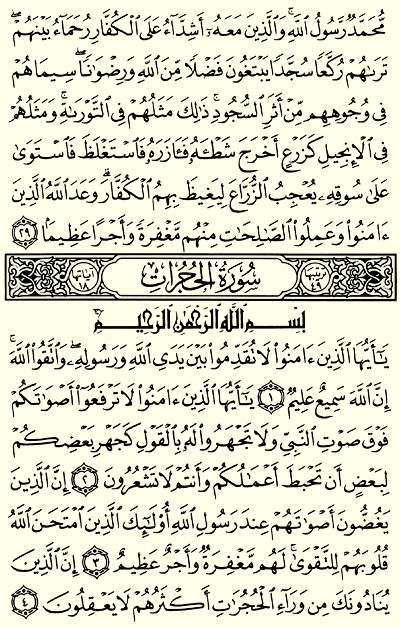 مُّحَمَّدٌ رَّسُولُ ٱللَّهِ ۚ وَٱلَّذِينَ مَعَهُۥٓ أَشِدَّآءُ عَلَى ٱلْكُفَّارِ رُحَمَآءُ بَيْنَهُمْ ۖ
تَرَىٰهُمْ رُكَّعًا سُجَّدًا يَبْتَغُونَ فَضْلًا مِّنَ ٱللَّهِ وَرِضْوَٰنًا ۖ سِيمَاهُمْ
فِى وُجُوهِهِم مِّنْ أَثَرِ ٱلسُّجُودِ ۚ ذَٰلِكَ مَثَلُهُمْ فِى ٱلتَّوْرَىٰةِ ۚ وَمَثَلُهُمْ
فِى ٱلْإِنجِيلِ كَزَرْعٍ أَخْرَجَ شَطْـَٔهُۥ فَـَٔازَرَهُۥ فَٱسْتَغْلَظَ فَٱسْتَوَىٰ
عَلَىٰ سُوقِهِۦ يُعْجِبُ ٱلزُّرَّاعَ لِيَغِيظَ بِهِمُ ٱلْكُفَّارَ ۗ وَعَدَ ٱللَّهُ ٱلَّذِينَ
ءَامَنُوا۟ وَعَمِلُوا۟ ٱلصَّٰلِحَٰتِ مِنْهُم مَّغْفِرَةً وَأَجْرًا عَظِيمًۢا ٢٩
ترتيبها ٤٩ سُورَةُ الحُجُرَاتِ آياتها ١٨
بِسْمِ ٱللَّهِ ٱلرَّحْمَٰنِ ٱلرَّحِيمِ
يَٰٓأَيُّهَا ٱلَّذِينَ ءَامَنُوا۟ لَا تُقَدِّمُوا۟ بَيْنَ يَدَىِ ٱللَّهِ وَرَسُولِهِۦ ۖ وَٱتَّقُوا۟ ٱللَّهَ ۚ
إِنَّ ٱللَّهَ سَمِيعٌ عَلِيمٌ ١ يَٰٓأَيُّهَا ٱلَّذِينَ ءَامَنُوا۟ لَا تَرْفَعُوٓا۟ أَصْوَٰتَكُمْ
فَوْقَ صَوْتِ ٱلنَّبِىِّ وَلَا تَجْهَرُوا۟ لَهُۥ بِٱلْقَوْلِ كَجَهْرِ بَعْضِكُمْ
لِبَعْضٍ أَن تَحْبَطَ أَعْمَٰلُكُمْ وَأَنتُمْ لَا تَشْعُرُونَ ٢ إِنَّ ٱلَّذِينَ
يَغُضُّونَ أَصْوَٰتَهُمْ عِندَ رَسُولِ ٱللَّهِ أُو۟لَٰٓئِكَ ٱلَّذِينَ ٱمْتَحَنَ ٱللَّهُ
قُلُوبَهُمْ لِلتَّقْوَىٰ ۚ لَهُم مَّغْفِرَةٌ وَأَجْرٌ عَظِيمٌ ٣ إِنَّ ٱلَّذِينَ
يُنَادُونَكَ مِن وَرَآءِ ٱلْحُجُرَٰتِ أَكْثَرُهُمْ لَا يَعْقِلُونَ ٤